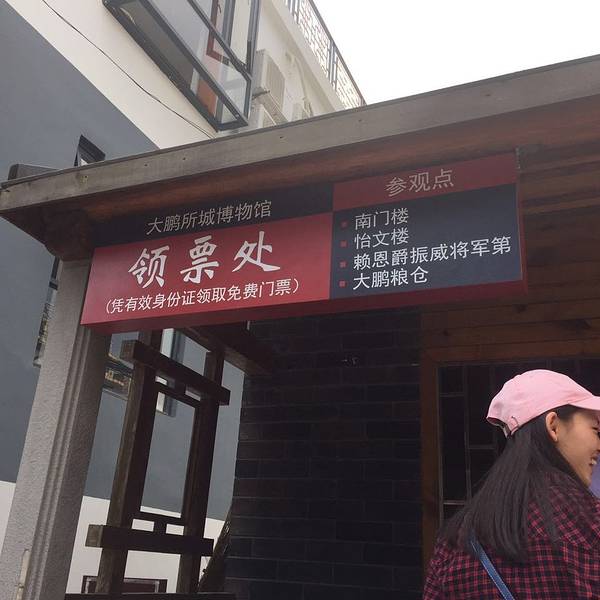 大鹏所城博物馆
领票处
(凭有效身份证领取免费门票)
参观点
南门楼
怡文楼
赖恩爵振威将军第
大鹏粮仓